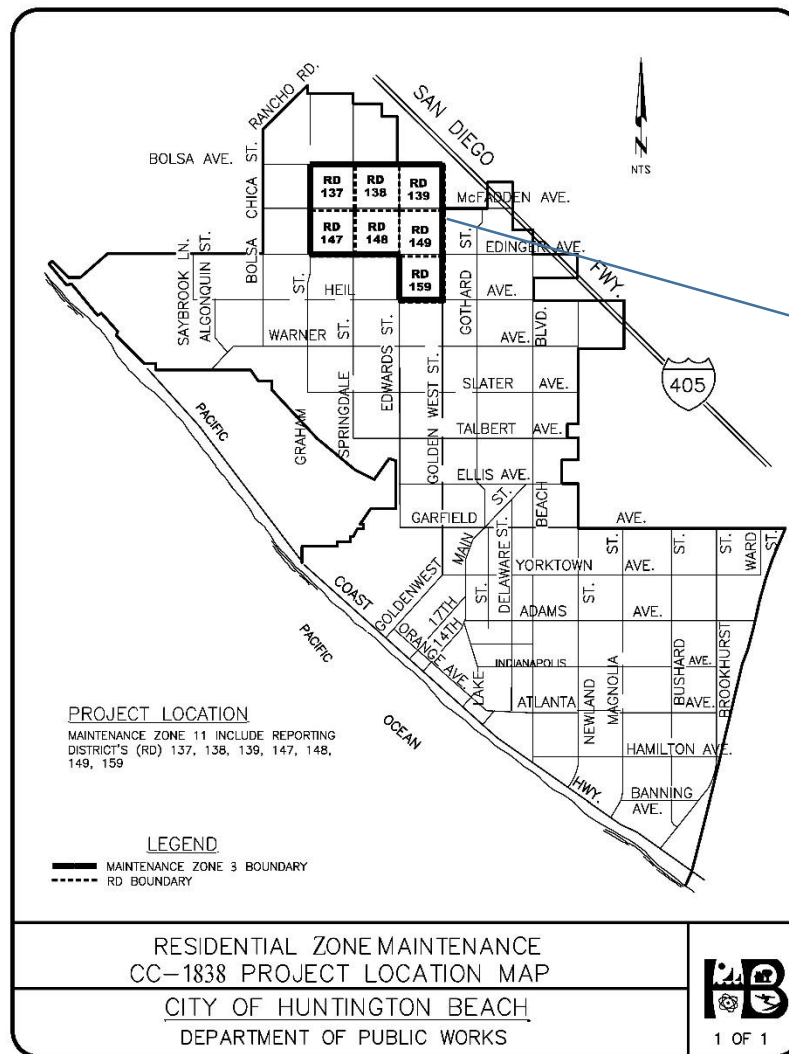 RANCHO RD.
SAN DIEGO
FWY.
N
NTS
BOLSA AVE.
BOLSA CHICA ST.
RD 137
RD 138
RD 139
McFADDEN AVE.
RD 147
RD 148
RD 149
EDINGER AVE.
RD 159
SAYBROOK LN.
ALGONQUIN ST.
GRAHAM ST.
HEIL AVE.
GOTHARD ST.
WARNER AVE.
SPRINGDALE ST.
EDWARDS ST.
GOLDEN WEST ST.
BEACH BLVD.
405
SLATER AVE.
TALBERT AVE.
ELLIS AVE.
GARFIELD AVE.
PACIFIC
COAST
HWY.
PACIFIC
OCEAN
GOLDENWEST
MAIN ST.
DELAWARE ST.
17TH
14TH
ORANGE AVE.
LAKE ST.
YORKTOWN AVE.
ADAMS AVE.
INDIANAPOLIS AVE.
ATLANTA AVE.
HAMILTON AVE.
BANNING AVE.
NEWLAND ST.
MAGNOLIA ST.
BUSHARD ST.
BROOKHURST ST.
WARD ST.
PROJECT LOCATION
MAINTENANCE ZONE 11 INCLUDE REPORTING
DISTRICT'S (RD) 137, 138, 139, 147, 148,
149, 159
LEGEND
MAINTENANCE ZONE 3 BOUNDARY
RD BOUNDARY
RESIDENTIAL ZONE MAINTENANCE
CC-1838 PROJECT LOCATION MAP
CITY OF HUNTINGTON BEACH
DEPARTMENT OF PUBLIC WORKS
HB
1 OF 1